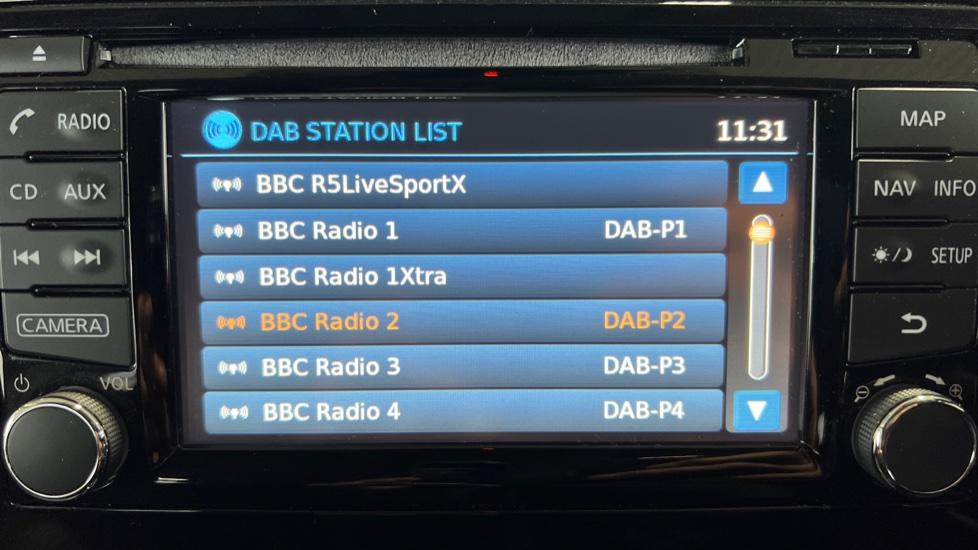 RADIO
CD AUX
CAMERA
VOL
DAB STATION LIST 11:31
BBC R5LiveSportX
BBC Radio 1 DAB-P1
BBC Radio 1Xtra
BBC Radio 2 DAB-P2
BBC Radio 3 DAB-P3
BBC Radio 4 DAB-P4
MAP
NAV INFO
SETUP